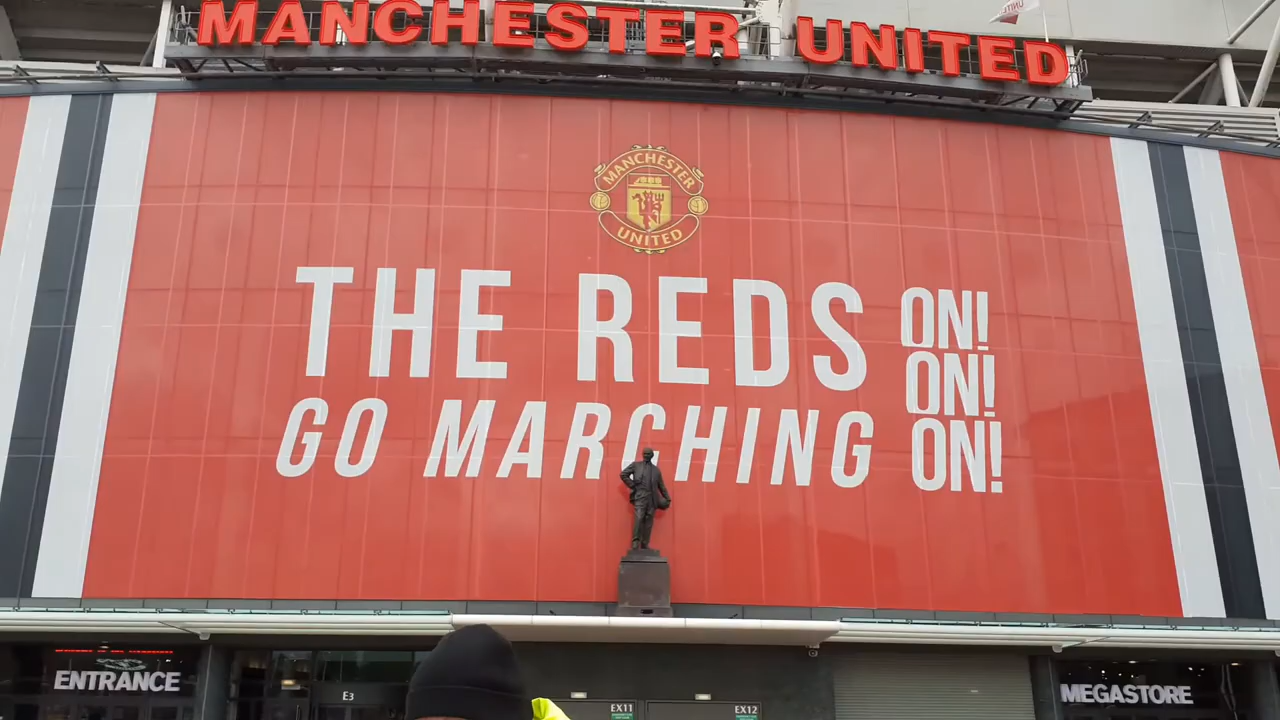 MANCHESTER UNITED
MANCHESTER
UNITED
THE REDS ON!
ON!
GO MARCHING ON!
ENTRANCE
E3
EX11
EX12
MEGASTORE